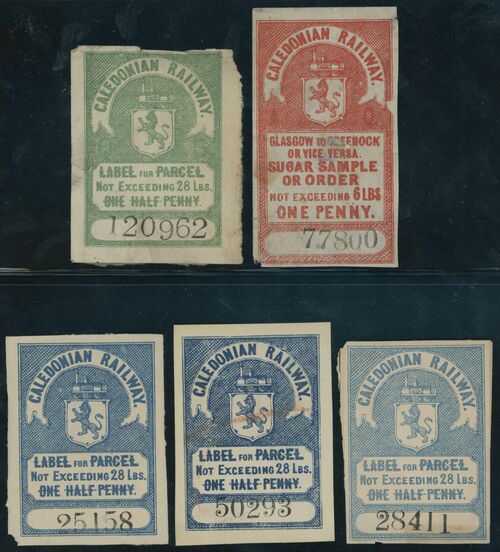 CALEDONIAN RAILWAY.
LABEL FOR PARCEL
NOT EXCEEDING 28 LBS.
ONE HALF PENNY.
120962
CALEDONIAN RAILWAY.
GLASGOW TO GREENOCK
OR VICE VERSA.
SUGAR SAMPLE
OR ORDER
NOT EXCEEDING 6 LBS
ONE PENNY.
77800
CALEDONIAN RAILWAY.
LABEL FOR PARCEL
NOT EXCEEDING 28 LBS.
ONE HALF PENNY.
25158
CALEDONIAN RAILWAY.
LABEL FOR PARCEL
NOT EXCEEDING 28 LBS.
ONE HALF PENNY.
50293
CALEDONIAN RAILWAY.
LABEL FOR PARCEL
NOT EXCEEDING 28 LBS.
ONE HALF PENNY.
28411